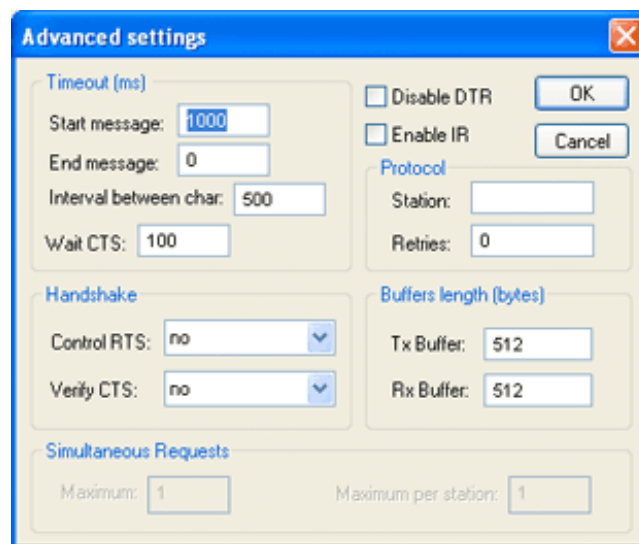 Advanced settings
Timeout (ms)
Start message: 1000
End message: 0
Interval between char: 500
Wait CTS: 100
Disable DTR
Enable IR
OK
Cancel
Protocol
Station:
Retries: 0
Handshake
Control RTS: no
Verify CTS: no
Buffers length (bytes)
Tx Buffer: 512
Rx Buffer: 512
Simultaneous Requests
Maximum: 1
Maximum per station: 1